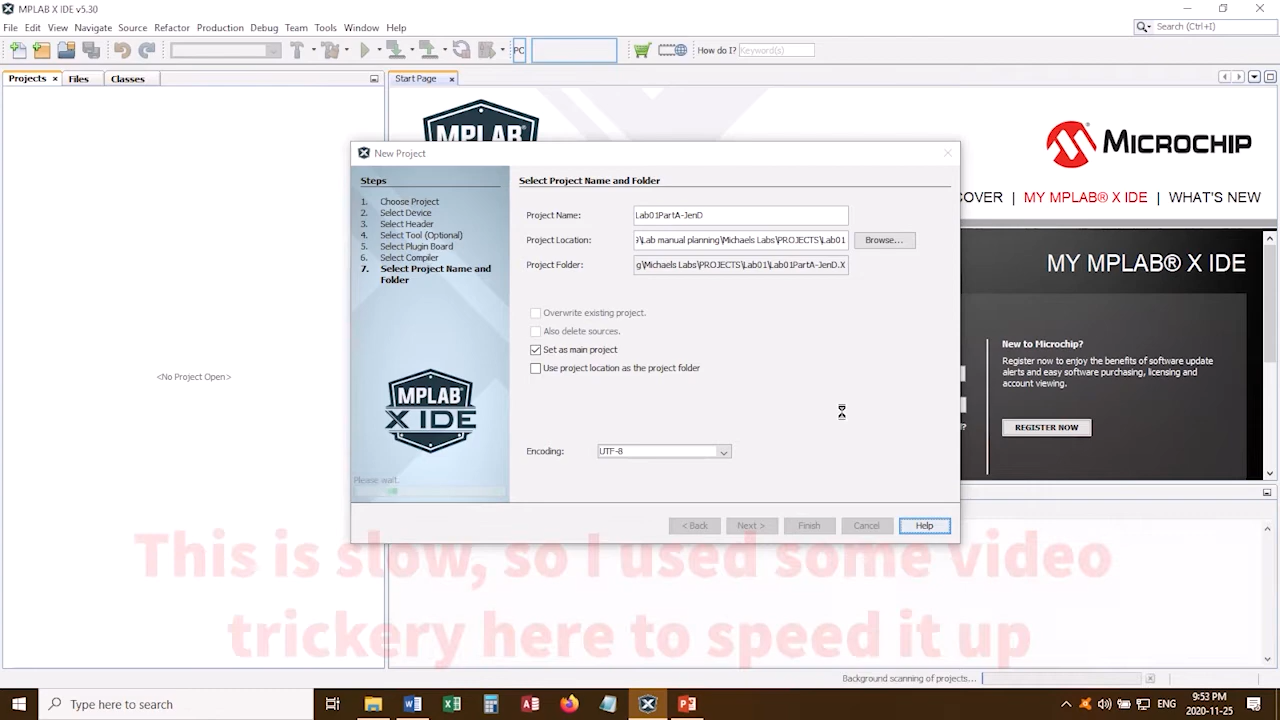 MPLAB X IDE v5.30
File Edit View Navigate Source Refactor Production Debug Team Tools Window Help
Search (Ctrl+I)
PC
How do I? Keyword(s)
Projects × Files Classes
Start Page ×
MPLAB
MICROCHIP
COVER | MY MPLAB® X IDE | WHAT'S NEW
MY MPLAB® X IDE
New to Microchip?
Register now to enjoy the benefits of software update
alerts and easy software purchasing, licensing and
account viewing.
REGISTER NOW
<No Project Open>
New Project
Steps
1. Choose Project
2. Select Device
3. Select Header
4. Select Tool (Optional)
5. Select Plugin Board
6. Select Compiler
7. Select Project Name and
Folder
MPLAB
X IDE
Please wait.
Select Project Name and Folder
Project Name: Lab01PartA-JenD
Project Location: \Lab manual planning\Michaels Labs\PROJECTS\Lab01 Browse...
Project Folder: g\Michaels Labs\PROJECTS\Lab01\Lab01PartA-JenD.X
Overwrite existing project.
Also delete sources.
Set as main project
Use project location as the project folder
Encoding: UTF-8
< Back Next > Finish Cancel Help
This is slow, so I used some video
trickery here to speed it up
Background scanning of projects...
Type here to search
ENG
9:53 PM
2020-11-25